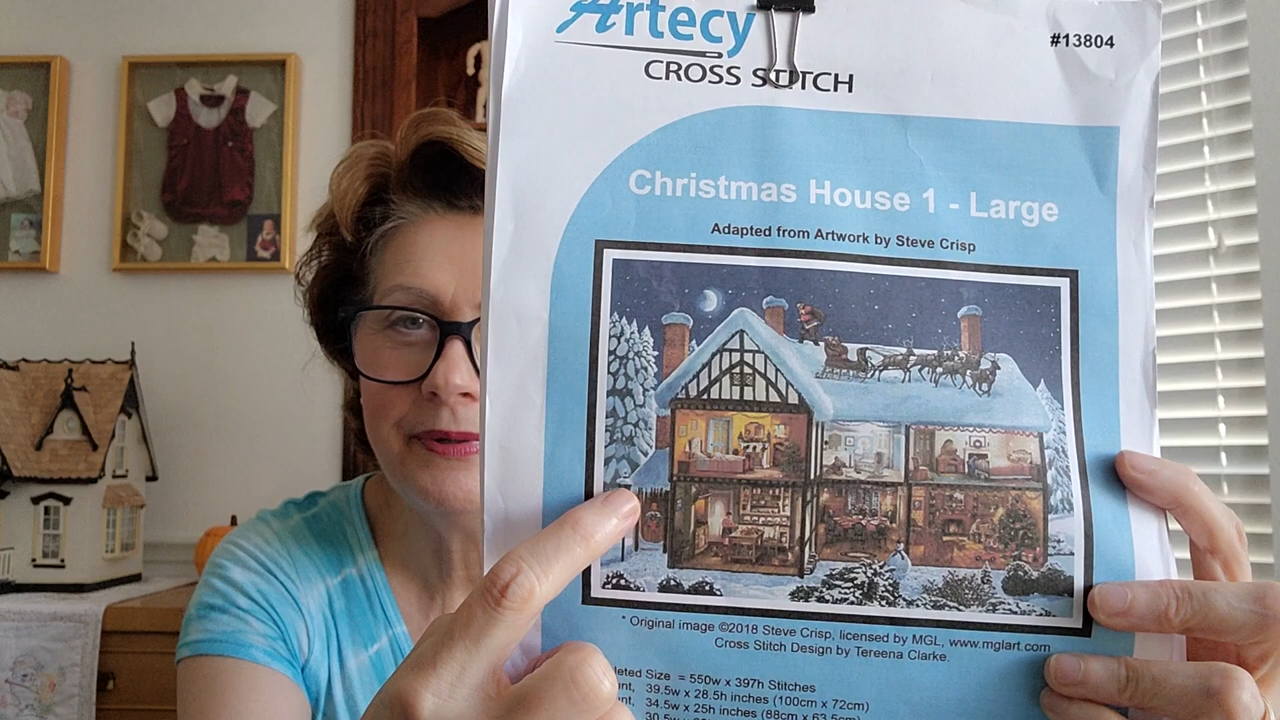 Artecy
CROSS STITCH
#13804
Christmas House 1 - Large
Adapted from Artwork by Steve Crisp
* Original image ©2018 Steve Crisp, licensed by MGL, www.mglart.com
Cross Stitch Design by Tereena Clarke.
Size = 550w x 397h Stitches
39.5w x 28.5h inches (100cm x 72cm)
34.5w x 25h inches (88cm x 63.5cm)
30.5w